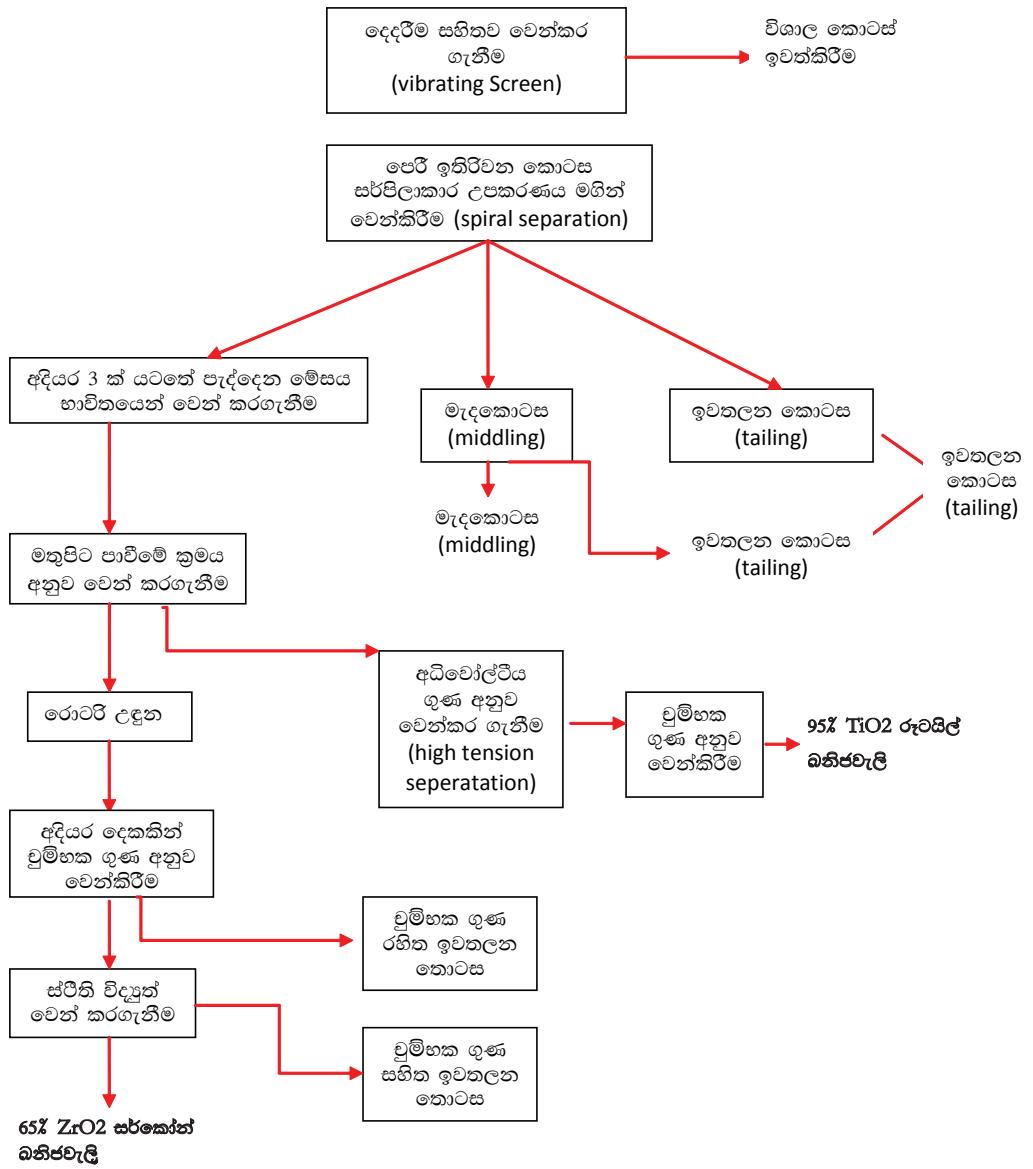 දෙදරීම සහිතව වෙන්කර
ගැනීම
(vibrating Screen)
විශාල කොටස්
ඉවත්කිරීම
පෙරී ඉතිරිවන කොටස
සර්පිලාකාර උපකරණය මගින්
වෙන්කිරීම (spiral separation)
අදියර 3 ක් යටතේ පැද්දෙන මේසය
භාවිතයෙන් වෙන් කරගැනීම
මැදකොටස
(middling)
ඉවතලන කොටස
(tailing)
ඉවතලන
කොටස
(tailing)
මැදකොටස
(middling)
ඉවතලන කොටස
(tailing)
මතුපිට පාවීමේ ක්‍රමය
අනුව වෙන් කරගැනීම
අධිවෝල්ටීය
ගුණ අනුව
වෙන්කර ගැනීම
(high tension
seperatation)
චුම්භක
ගුණ අනුව
වෙන්කිරීම
95% TiO2 රූටයිල්
ඛනිජවැලි
රොටරි උඳුන
අදියර දෙකකින්
චුම්භක ගුණ අනුව
වෙන්කිරීම
චුම්භක ගුණ
රහිත ඉවතලන
තොටස
ස්ථිති විද්‍යුත්
වෙන් කරගැනීම
චුම්භක ගුණ
සහිත ඉවතලන
තොටස
65% ZrO2 සර්කෝන්
ඛනිජවැලි